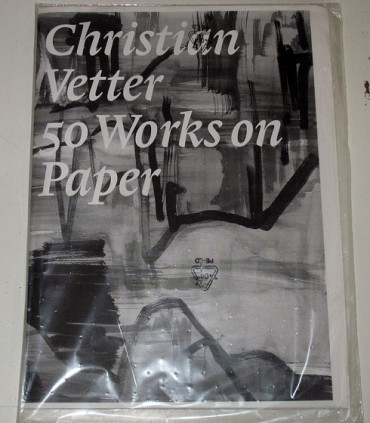 Christian
Vetter
50 Works on
Paper